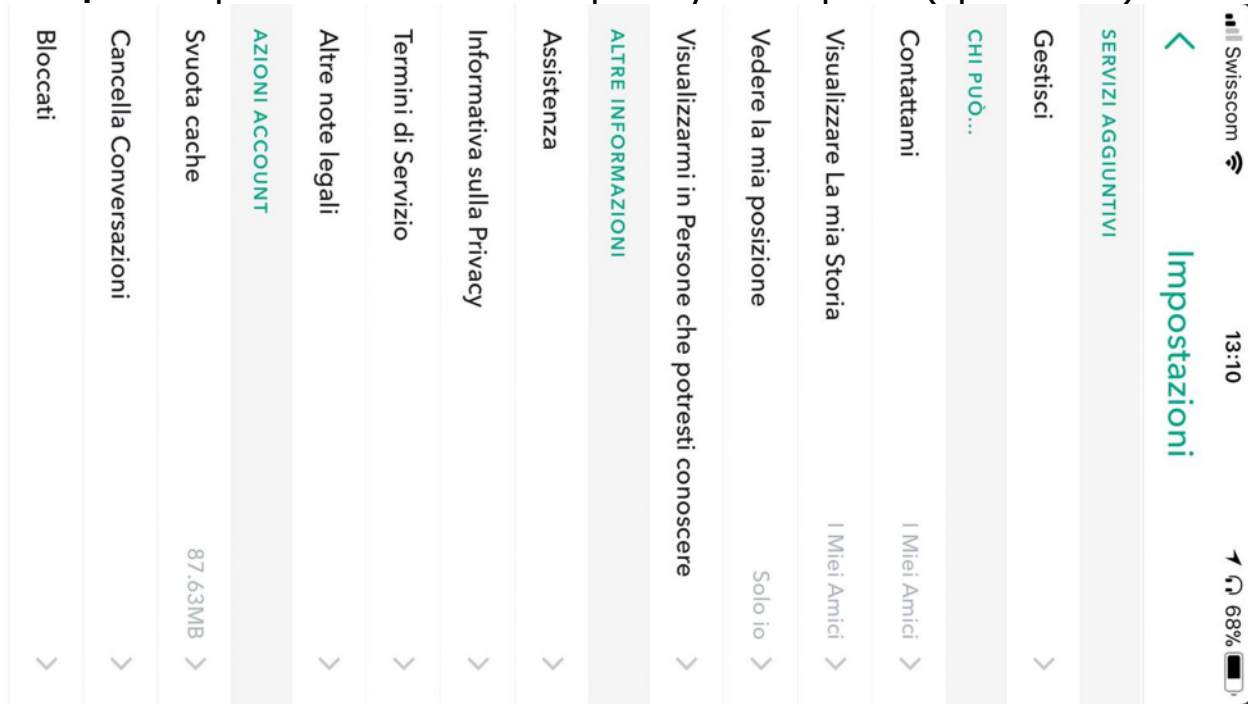 Swisscom 13:10 68%
Impostazioni
SERVIZI AGGIUNTIVI
Gestisci
CHI PUÒ...
Contattami I Miei Amici
Visualizzare La mia Storia I Miei Amici
Vedere la mia posizione Solo io
Visualizzarmi in Persone che potresti conoscere
ALTRE INFORMAZIONI
Assistenza
Informativa sulla Privacy
Termini di Servizio
Altre note legali
AZIONI ACCOUNT
Svuota cache 87.63MB
Cancella Conversazioni
Bloccati